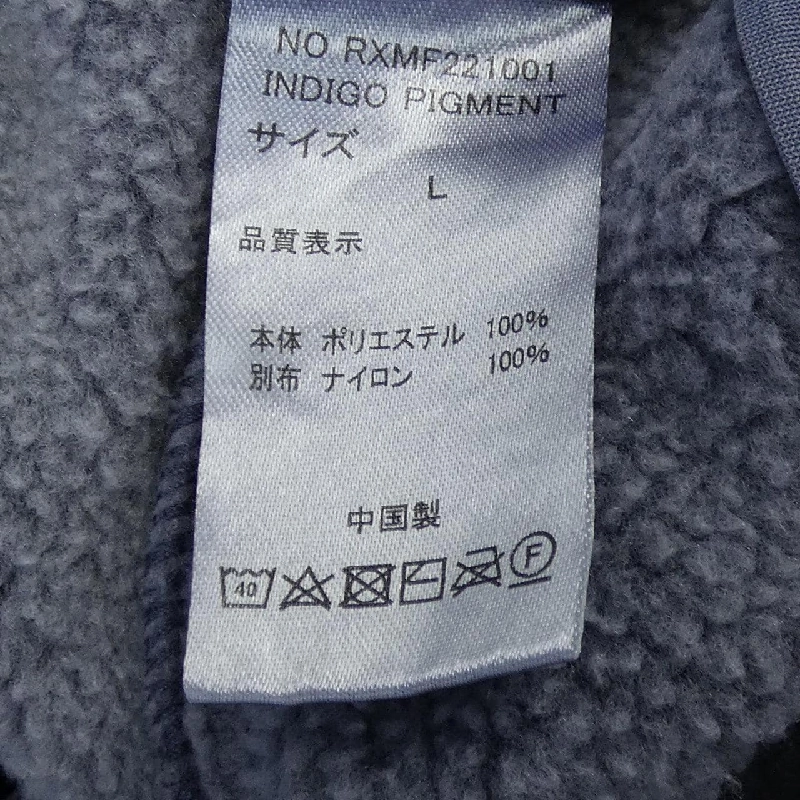 NO RXMF221001
INDIGO PIGMENT
サイズ
L
品質表示
本体 ポリエステル 100%
別布 ナイロン 100%
中国製
40 F